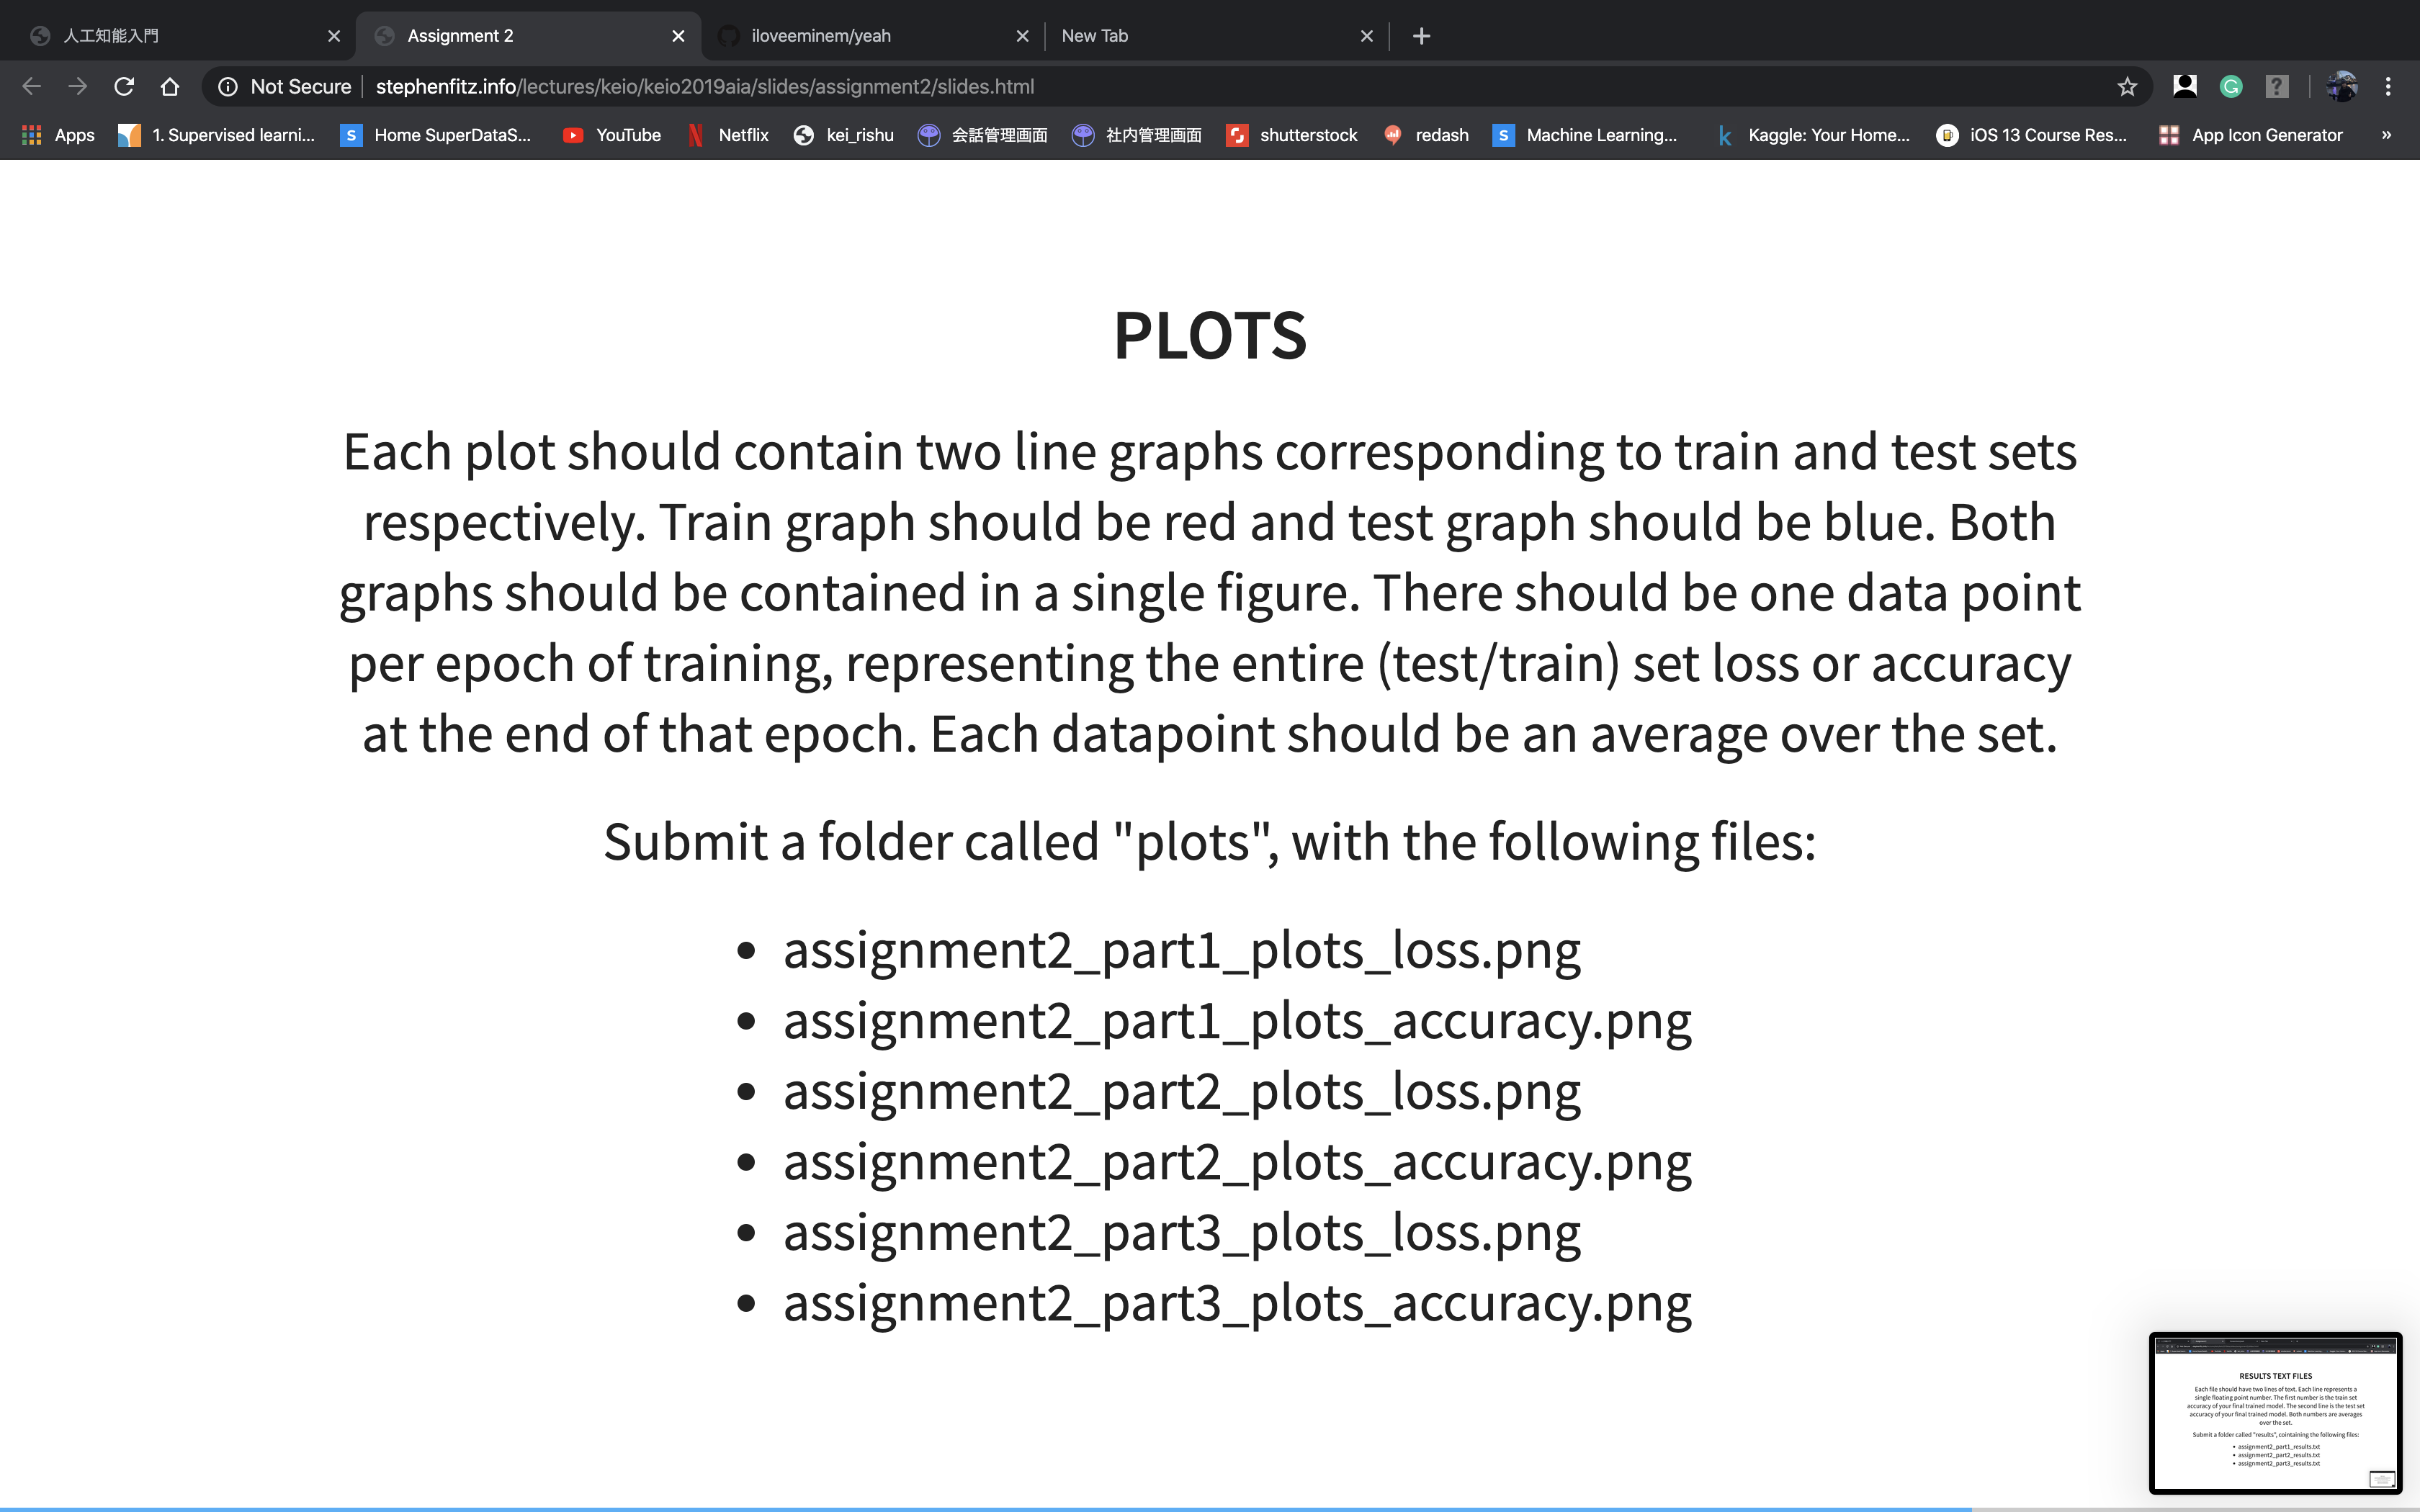 人工知能入門
Assignment 2
iloveeminem/yeah
New Tab
Not Secure
stephenfitz.info/lectures/keio/keio2019aia/slides/assignment2/slides.html
Apps
1. Supervised learni...
Home SuperDataS...
YouTube
Netflix
kei_rishu
会話管理画面
社内管理画面
shutterstock
redash
Machine Learning...
Kaggle: Your Home...
iOS 13 Course Res...
App Icon Generator
»
PLOTS
Each plot should contain two line graphs corresponding to train and test sets
respectively. Train graph should be red and test graph should be blue. Both
graphs should be contained in a single figure. There should be one data point
per epoch of training, representing the entire (test/train) set loss or accuracy
at the end of that epoch. Each datapoint should be an average over the set.
Submit a folder called "plots", with the following files:
• assignment2_part1_plots_loss.png
• assignment2_part1_plots_accuracy.png
• assignment2_part2_plots_loss.png
• assignment2_part2_plots_accuracy.png
• assignment2_part3_plots_loss.png
• assignment2_part3_plots_accuracy.png
RESULTS TEXT FILES
Each file should have two lines of text. Each line represents a
single floating point number. The first number is the train set
accuracy of your final trained model. The second line is the test set
accuracy of your final trained model. Both numbers are averages
over the set.
Submit a folder called "results", cointaining the following files:
• assignment2_part1_results.txt
• assignment2_part2_results.txt
• assignment2_part3_results.txt